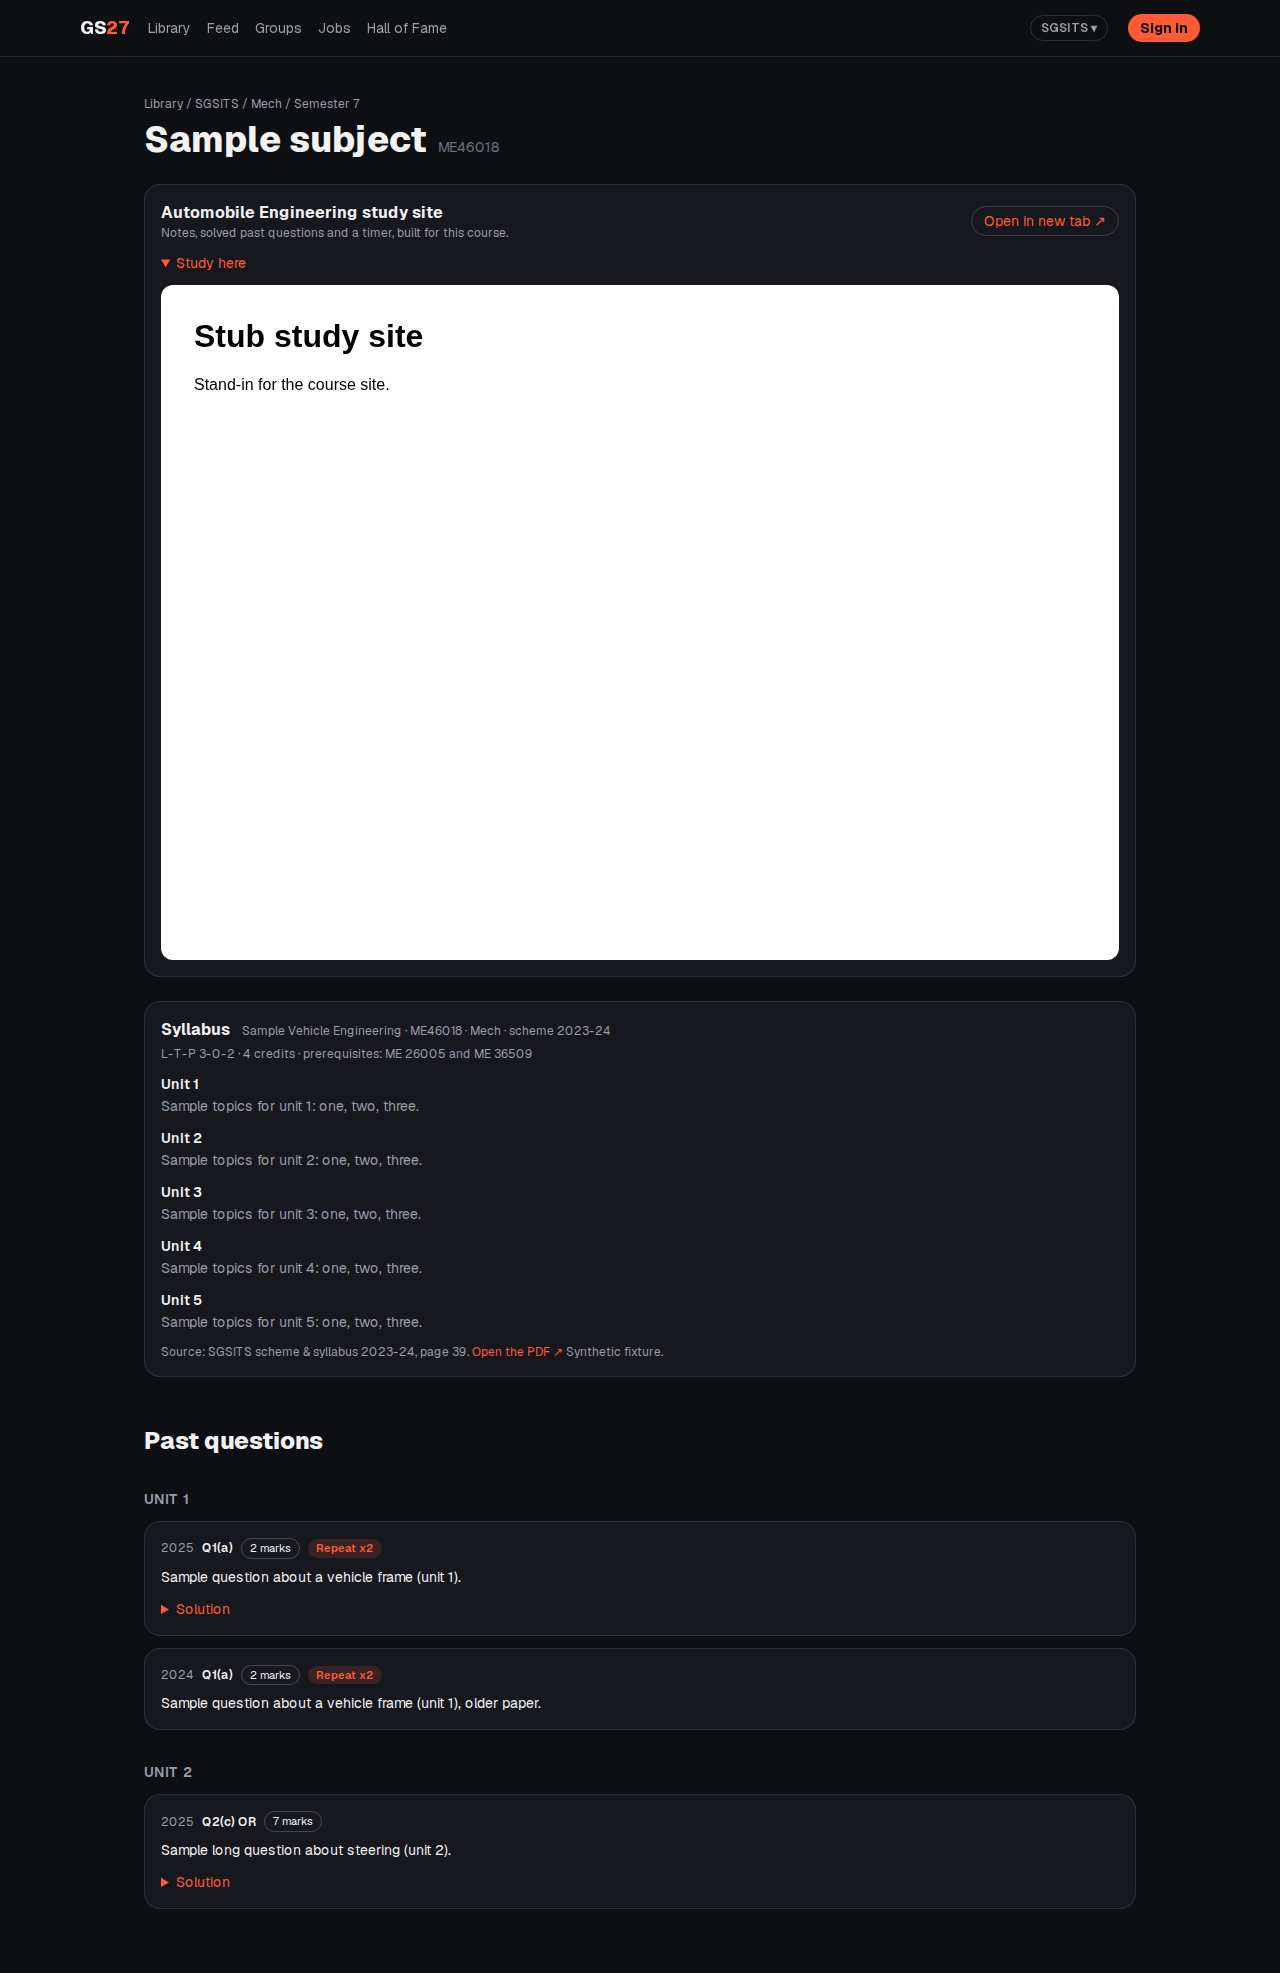 GS27 Library Feed Groups Jobs Hall of Fame SGSITS ▾ Sign in
Library / SGSITS / Mech / Semester 7
Sample subject ME46018
Automobile Engineering study site
Notes, solved past questions and a timer, built for this course.
Open in new tab ↗
▼ Study here
Stub study site
Stand-in for the course site.
Syllabus Sample Vehicle Engineering · ME46018 · Mech · scheme 2023-24
L-T-P 3-0-2 · 4 credits · prerequisites: ME 26005 and ME 36509
Unit 1
Sample topics for unit 1: one, two, three.
Unit 2
Sample topics for unit 2: one, two, three.
Unit 3
Sample topics for unit 3: one, two, three.
Unit 4
Sample topics for unit 4: one, two, three.
Unit 5
Sample topics for unit 5: one, two, three.
Source: SGSITS scheme & syllabus 2023-24, page 39. Open the PDF ↗ Synthetic fixture.
Past questions
UNIT 1
2025 Q1(a) 2 marks Repeat x2
Sample question about a vehicle frame (unit 1).
▶ Solution
2024 Q1(a) 2 marks Repeat x2
Sample question about a vehicle frame (unit 1), older paper.
UNIT 2
2025 Q2(c) OR 7 marks
Sample long question about steering (unit 2).
▶ Solution